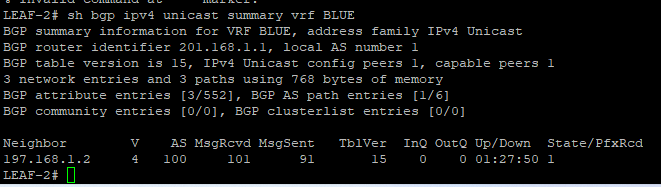 % Invalid command at '^' marker.
LEAF-2# sh bgp ipv4 unicast summary vrf BLUE
BGP summary information for VRF BLUE, address family IPv4 Unicast
BGP router identifier 201.168.1.1, local AS number 1
BGP table version is 15, IPv4 Unicast config peers 1, capable peers 1
3 network entries and 3 paths using 768 bytes of memory
BGP attribute entries [3/552], BGP AS path entries [1/6]
BGP community entries [0/0], BGP clusterlist entries [0/0]
Neighbor V AS MsgRcvd MsgSent TblVer InQ OutQ Up/Down State/PfxRcd
197.168.1.2 4 100 101 91 15 0 0 01:27:50 1
LEAF-2#